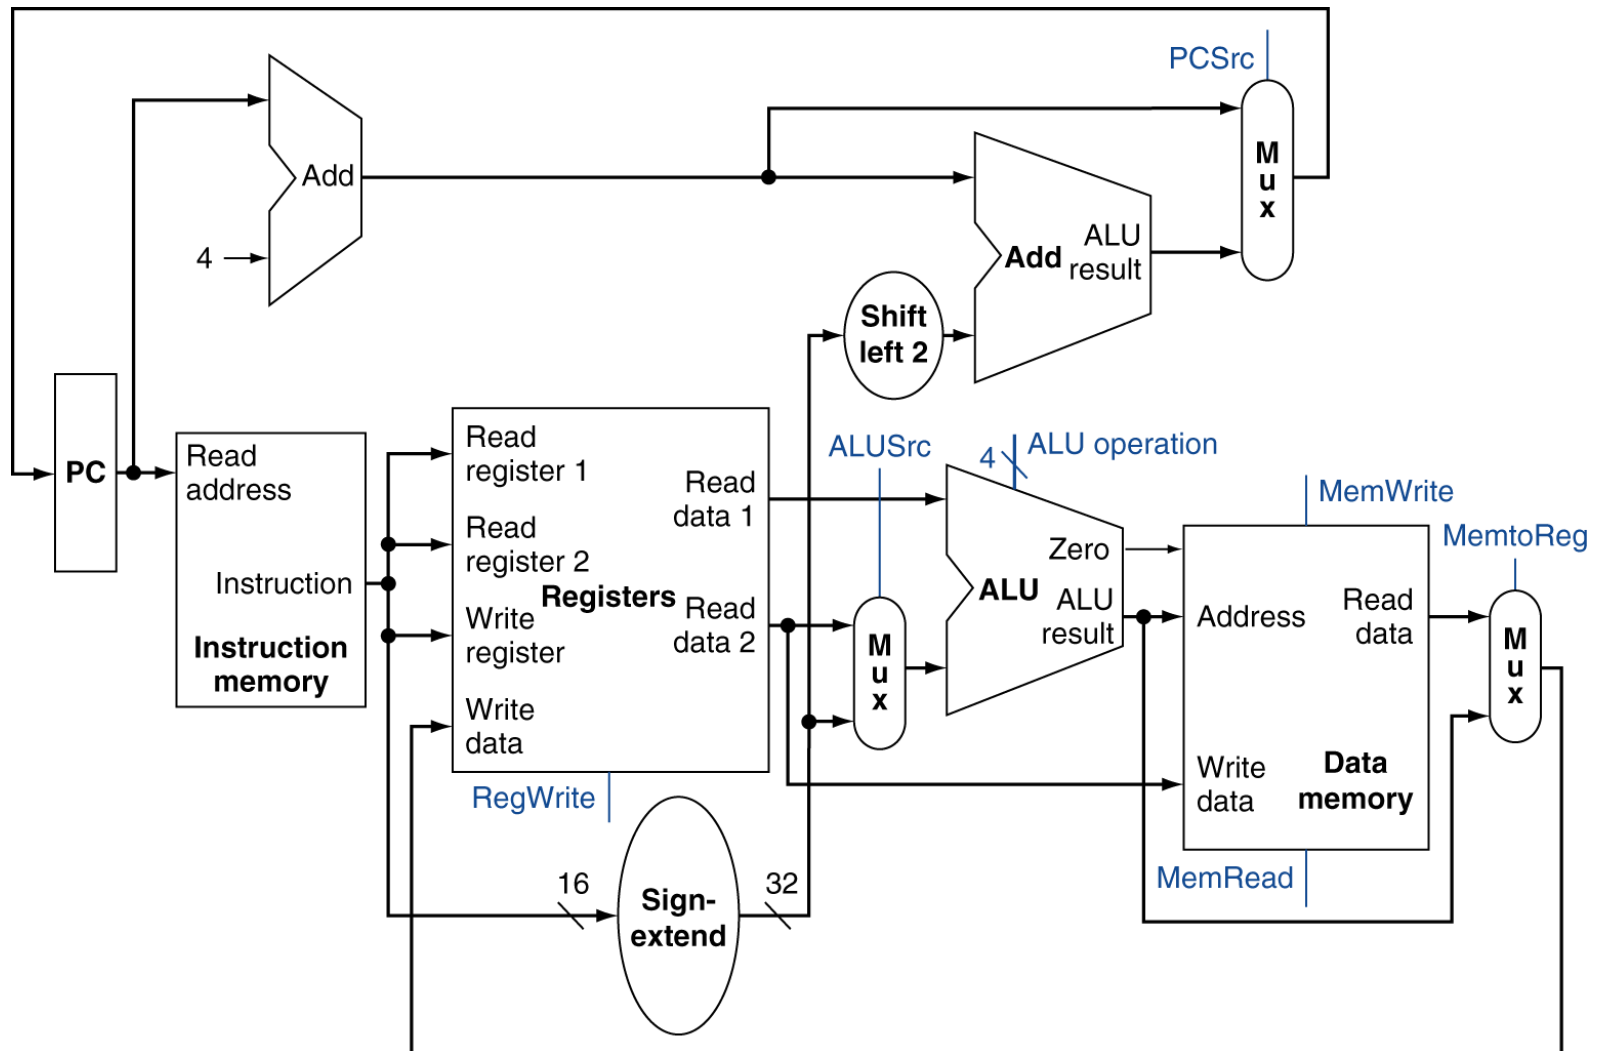 PCSrc
M
u
x
Add
4
ALU
result
Add
Shift
left 2
PC
Read
address
Instruction
Instruction
memory
Read
register 1
Read
register 2
Write
register
Write
data
Registers
Read
data 1
Read
data 2
RegWrite
ALUSrc
M
u
x
4
ALU operation
Zero
ALU
ALU
result
MemWrite
Address
Read
data
Write
data
Data
memory
MemRead
MemtoReg
M
u
x
16
Sign-
extend
32